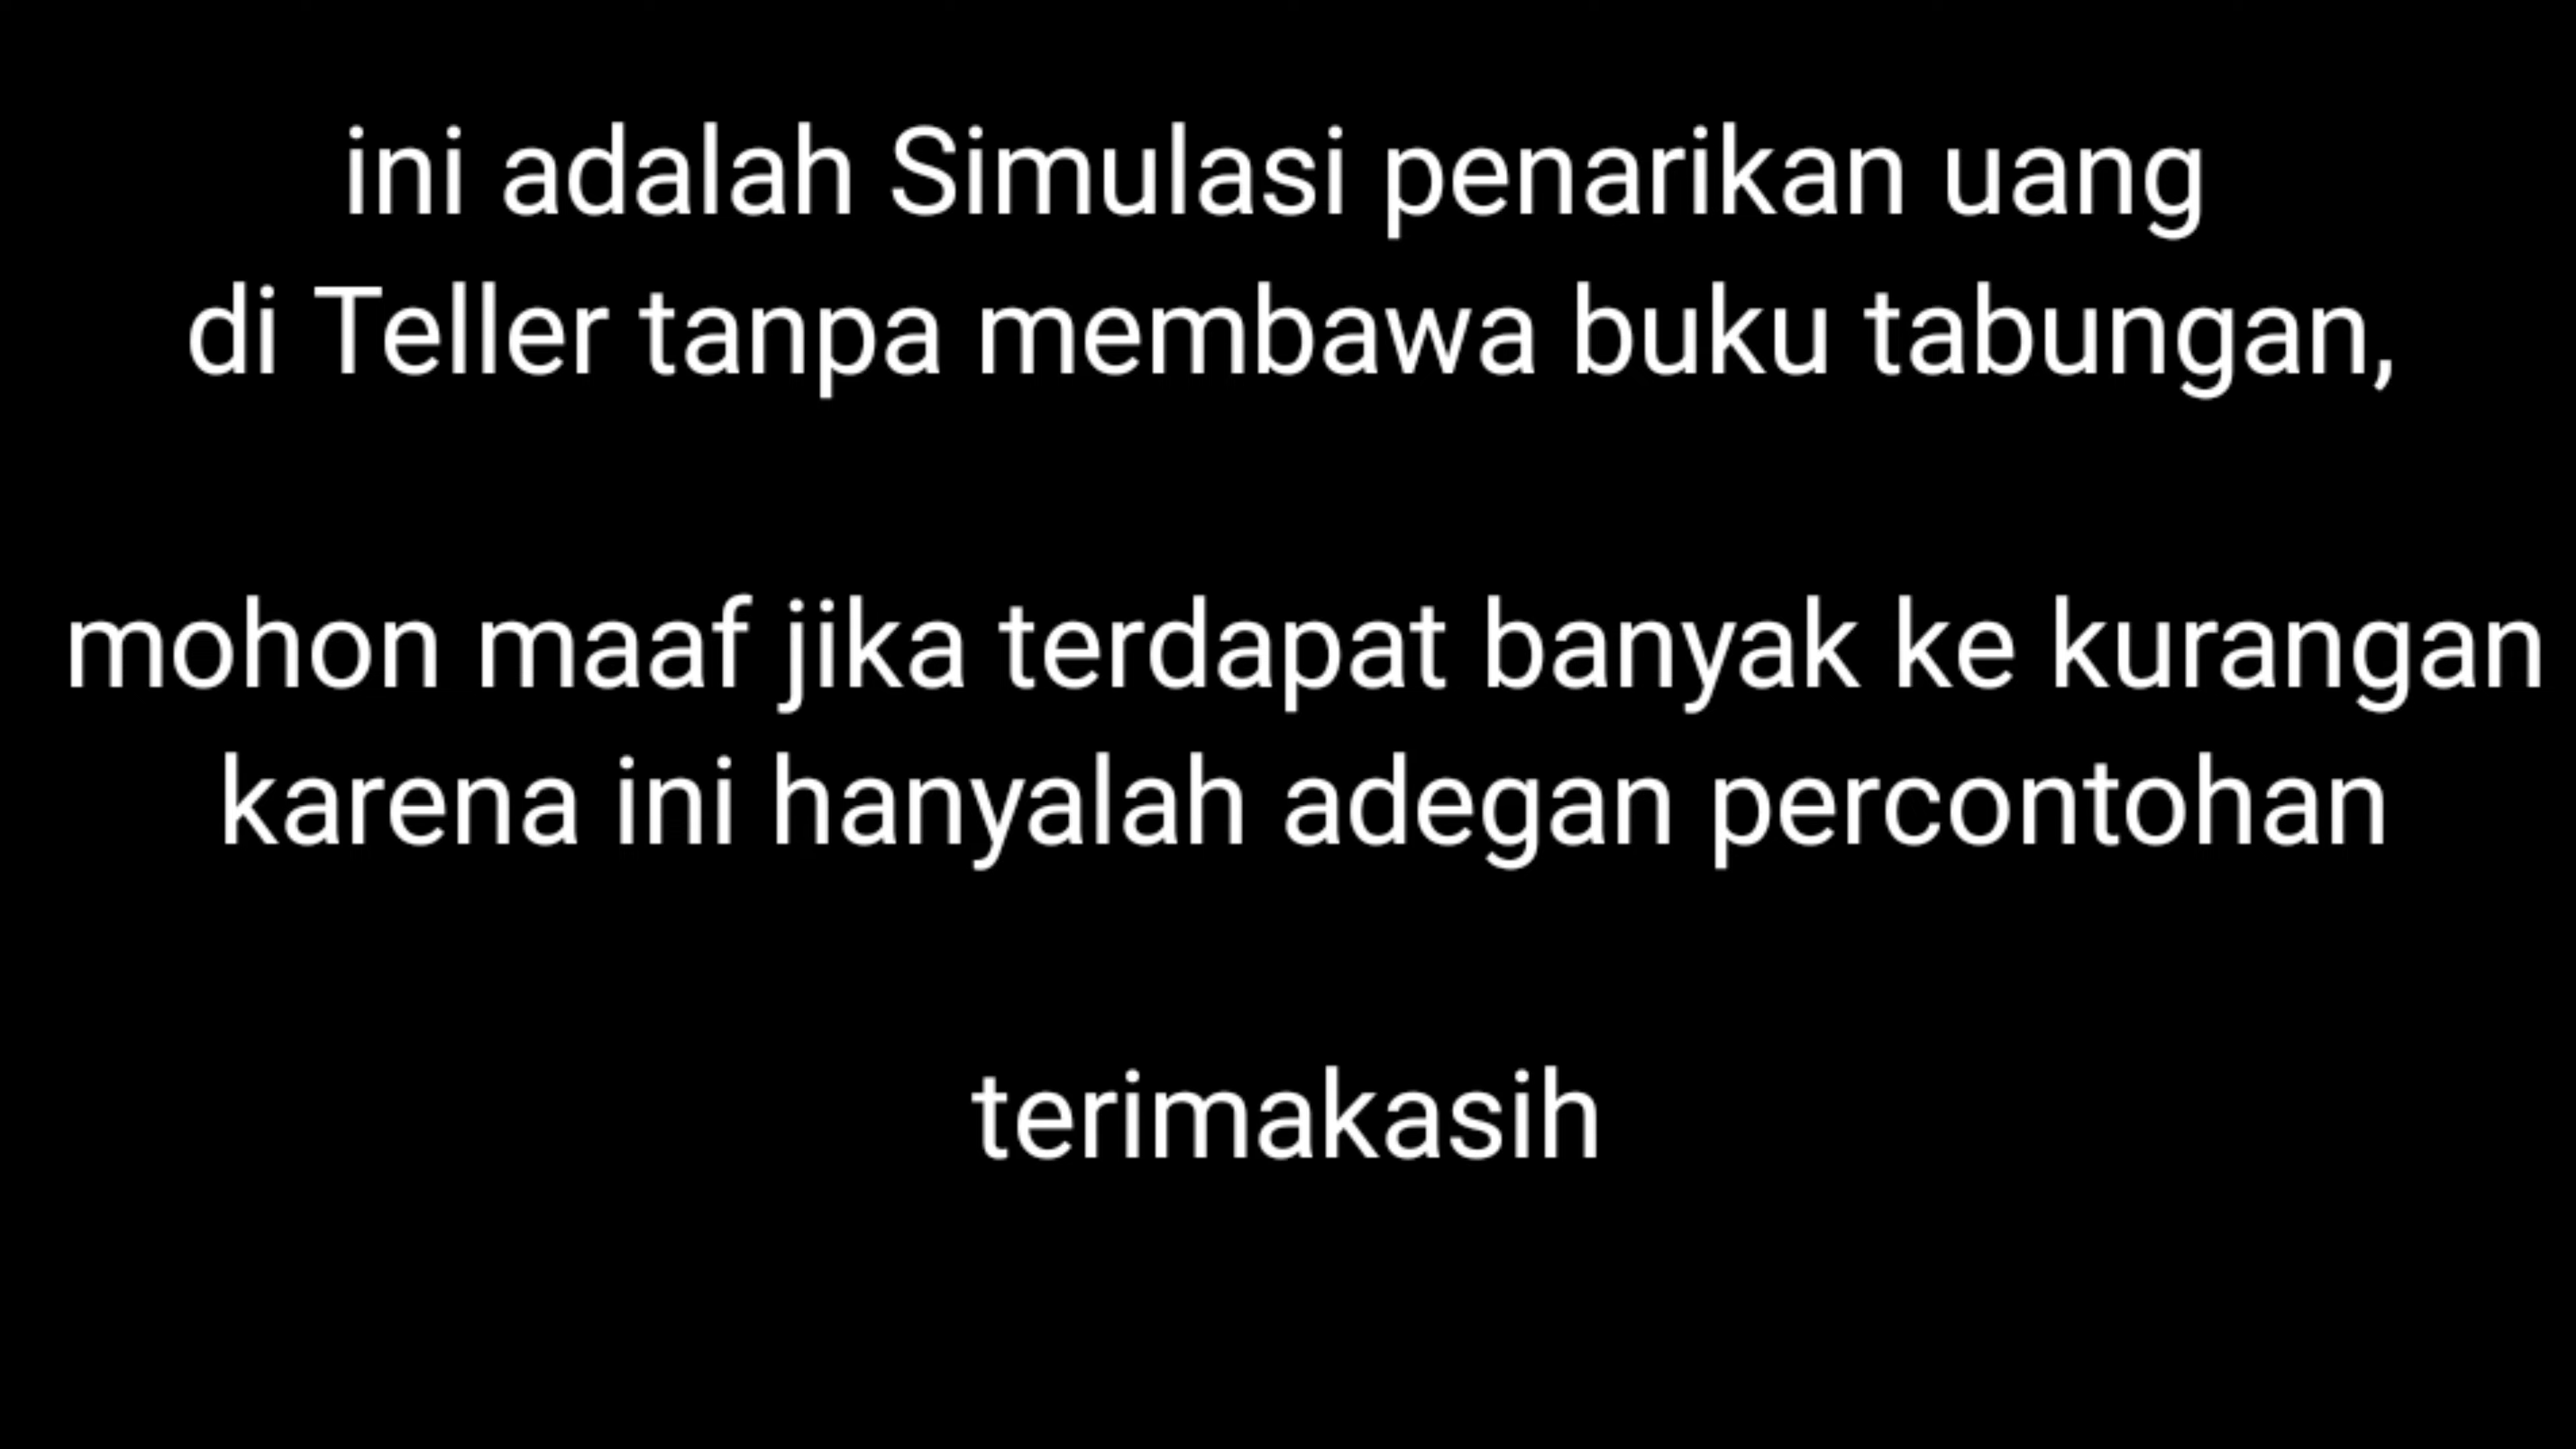 ini adalah Simulasi penarikan uang
di Teller tanpa membawa buku tabungan,
mohon maaf jika terdapat banyak ke kurangan
karena ini hanyalah adegan percontohan
terimakasih